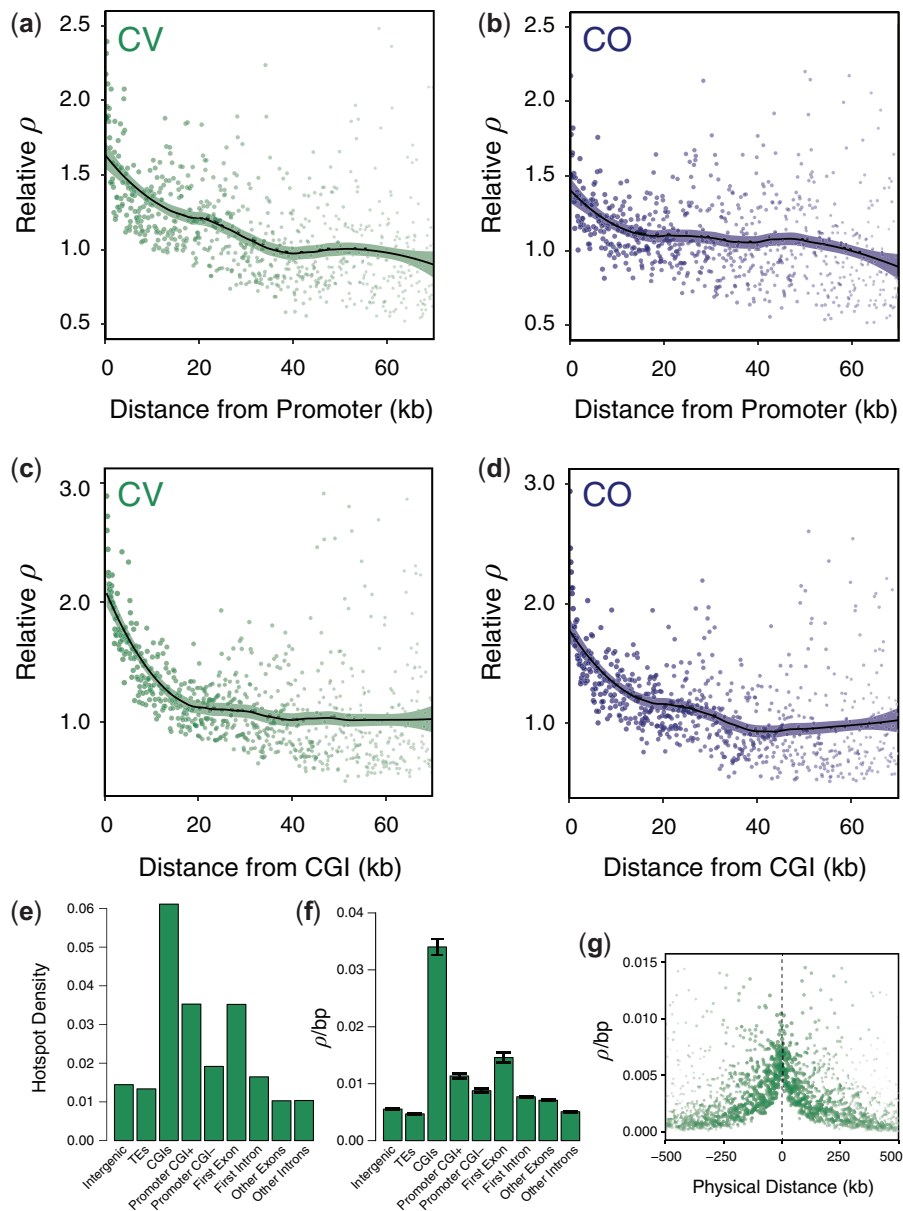 (a)
CV
2.5
2.0
1.5
1.0
0.5
Relative ρ
0 20 40 60
Distance from Promoter (kb)
(b)
CO
2.5
2.0
1.5
1.0
0.5
Relative ρ
0 20 40 60
Distance from Promoter (kb)
(c)
CV
3.0
2.0
1.0
Relative ρ
0 20 40 60
Distance from CGI (kb)
(d)
CO
3.0
2.0
1.0
Relative ρ
0 20 40 60
Distance from CGI (kb)
(e)
0.06
0.05
0.04
0.03
0.02
0.01
0.00
Hotspot Density
Intergenic
TEs
CGIs
Promoter CGI+
Promoter CGI−
First Exon
First Intron
Other Exons
Other Introns
(f)
0.04
0.03
0.02
0.01
0.00
ρ/bp
Intergenic
TEs
CGIs
Promoter CGI+
Promoter CGI−
First Exon
First Intron
Other Exons
Other Introns
(g)
0.015
0.010
0.005
0.000
ρ/bp
−500 −250 0 250 500
Physical Distance (kb)